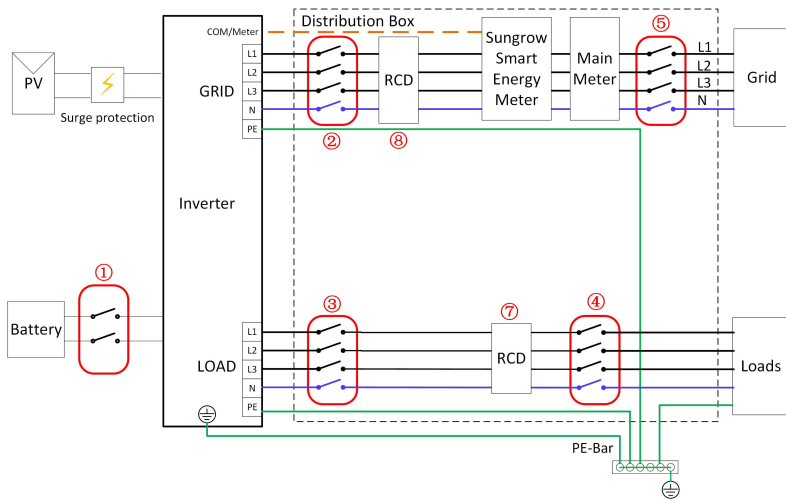 Distribution Box
⑤
COM/Meter
L1
L2
L3
N
PE
GRID
RCD
Sungrow
Smart
Energy
Meter
Main
Meter
L1
L2
L3
N
Grid
PV
Surge protection
②
⑧
Inverter
①
Battery
③
⑦
④
L1
L2
L3
N
PE
LOAD
RCD
Loads
PE-Bar